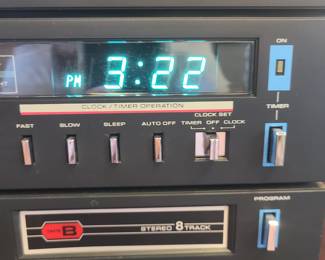 ON
PM 3:22
CLOCK/TIMER OPERATION
CLOCK SET
TIMER
FAST SLOW SLEEP AUTO OFF TIMER OFF CLOCK
PROGRAM
B STEREO 8 TRACK